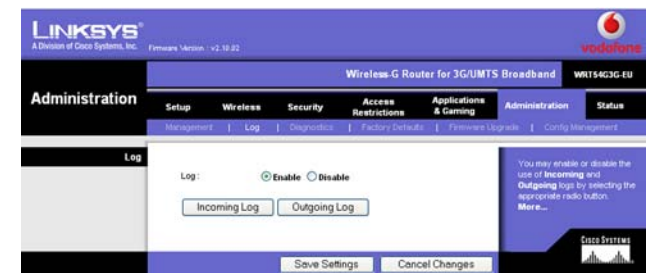 LINKSYS®
A Division of Cisco Systems, Inc.
Firmware Version : v2.10.02
vodafone
Wireless-G Router for 3G/UMTS Broadband WRT54G3G-EU
Administration
Setup Wireless Security Access Restrictions Applications & Gaming Administration Status
Management | Log | Diagnostics | Factory Defaults | Firmware Upgrade | Config Management
Log
Log : Enable Disable
Incoming Log Outgoing Log
You may enable or disable the
use of Incoming and
Outgoing logs by selecting the
appropriate radio button.
More...
CISCO SYSTEMS
Save Settings Cancel Changes